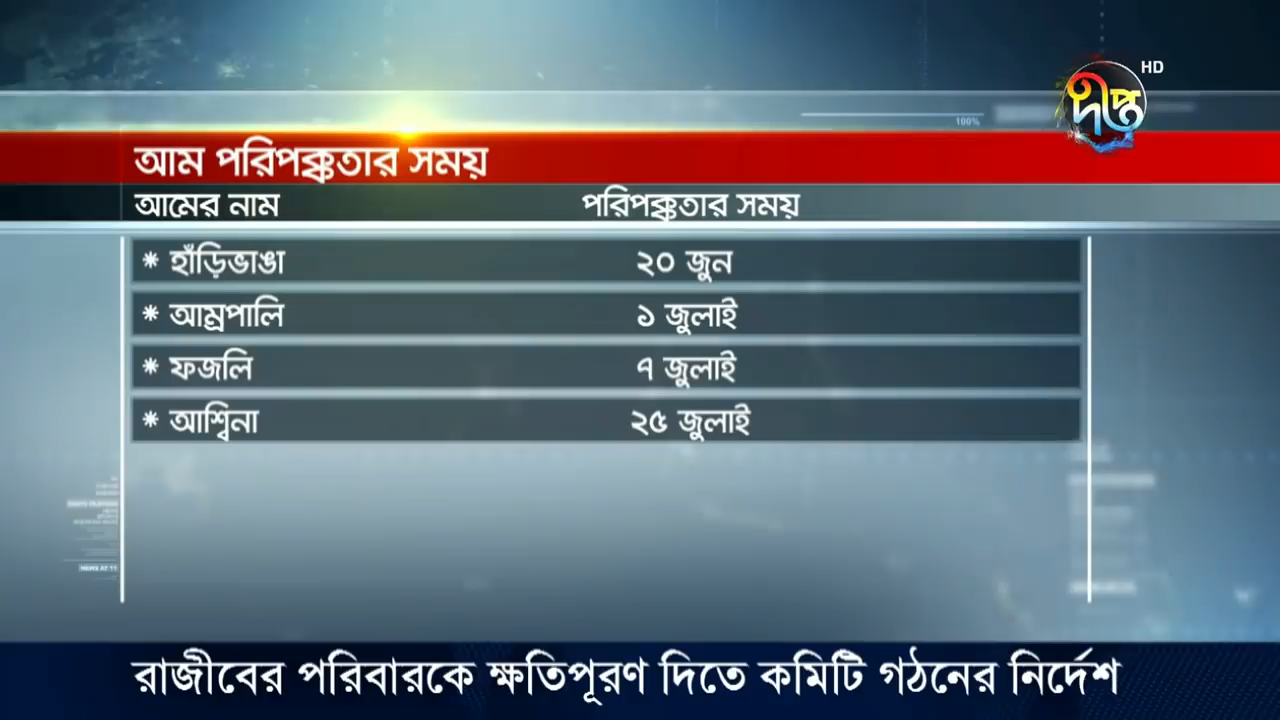 HD
দীপ্ত
100%
আম পরিপক্কতার সময়
আমের নাম পরিপক্কতার সময়
* হাঁড়িভাঙা ২০ জুন
* আম্রপালি ১ জুলাই
* ফজলি ৭ জুলাই
* আশ্বিনা ২৫ জুলাই
রাজীবের পরিবারকে ক্ষতিপূরণ দিতে কমিটি গঠনের নির্দেশ